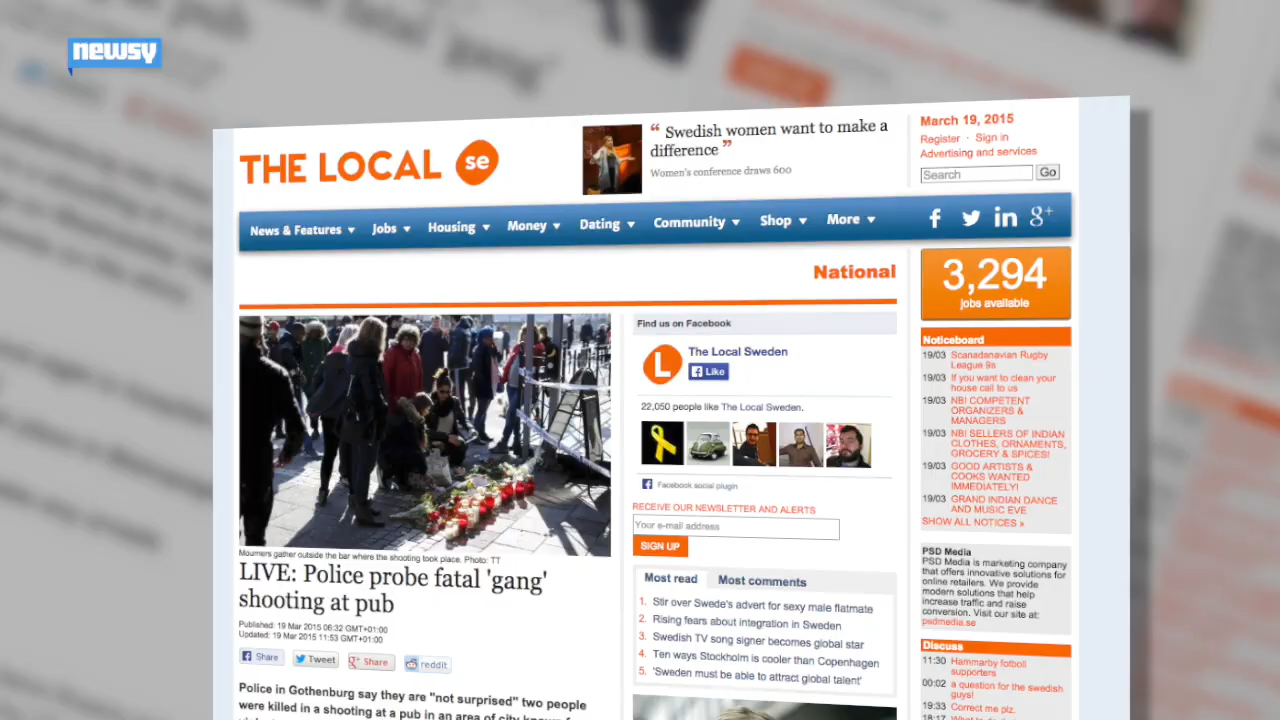 newsy
THE LOCAL se
“ Swedish women want to make a
difference ”
Women's conference draws 600
March 19, 2015
Register · Sign in
Advertising and services
Search Go
News & Features Jobs Housing Money Dating Community Shop More
National
3,294
jobs available
Find us on Facebook
The Local Sweden
Like
22,050 people like The Local Sweden.
Facebook social plugin
RECEIVE OUR NEWSLETTER AND ALERTS
Your e-mail address
SIGN UP
Most read Most comments
1. Stir over Swede's advert for sexy male flatmate
2. Rising fears about integration in Sweden
3. Swedish TV song signer becomes global star
4. Ten ways Stockholm is cooler than Copenhagen
5. 'Sweden must be able to attract global talent'
Mourners gather outside the bar where the shooting took place. Photo: TT
LIVE: Police probe fatal 'gang'
shooting at pub
Published: 19 Mar 2015 06:32 GMT+01:00
Updated: 19 Mar 2015 11:53 GMT+01:00
Share Tweet Share reddit
Police in Gothenburg say they are "not surprised" two people
were killed in a shooting at a pub in an area of city known for
Noticeboard
19/03 Scanadanavian Rugby
League 9s
19/03 If you want to clean your
house call to us
19/03 NBI COMPETENT
ORGANIZERS &
MANAGERS
19/03 NBI SELLERS OF INDIAN
CLOTHES, ORNAMENTS,
GROCERY & SPICES!
19/03 GOOD ARTISTS &
COOKS WANTED
IMMEDIATELY!
19/03 GRAND INDIAN DANCE
AND MUSIC EVE
SHOW ALL NOTICES »
PSD Media
PSD Media is marketing company
that offers innovative solutions for
online retailers. We provide
modern solutions that help
increase traffic and raise
conversion. Visit our site at:
psdmedia.se
Discuss
11:30 Hammarby fotboll
supporters
00:02 a question for the swedish
guys!
19:33 Correct me plz.
18:17